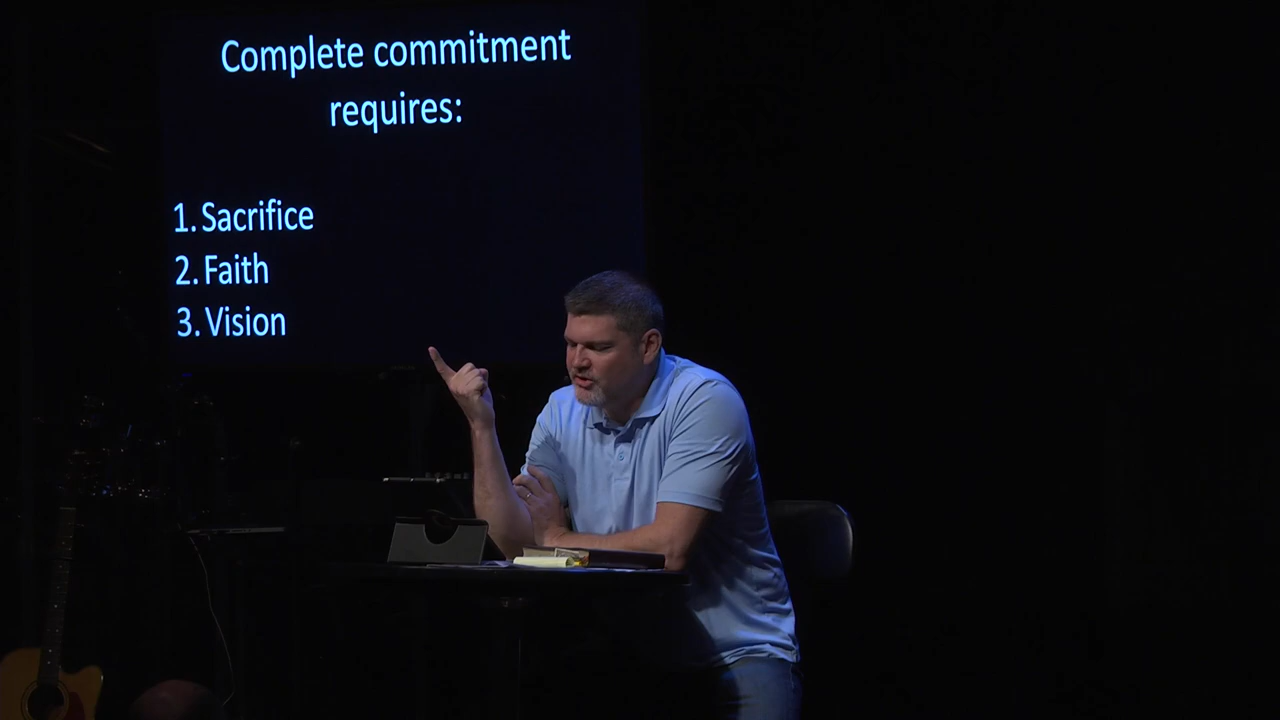 Complete commitment
requires:
1. Sacrifice
2. Faith
3. Vision